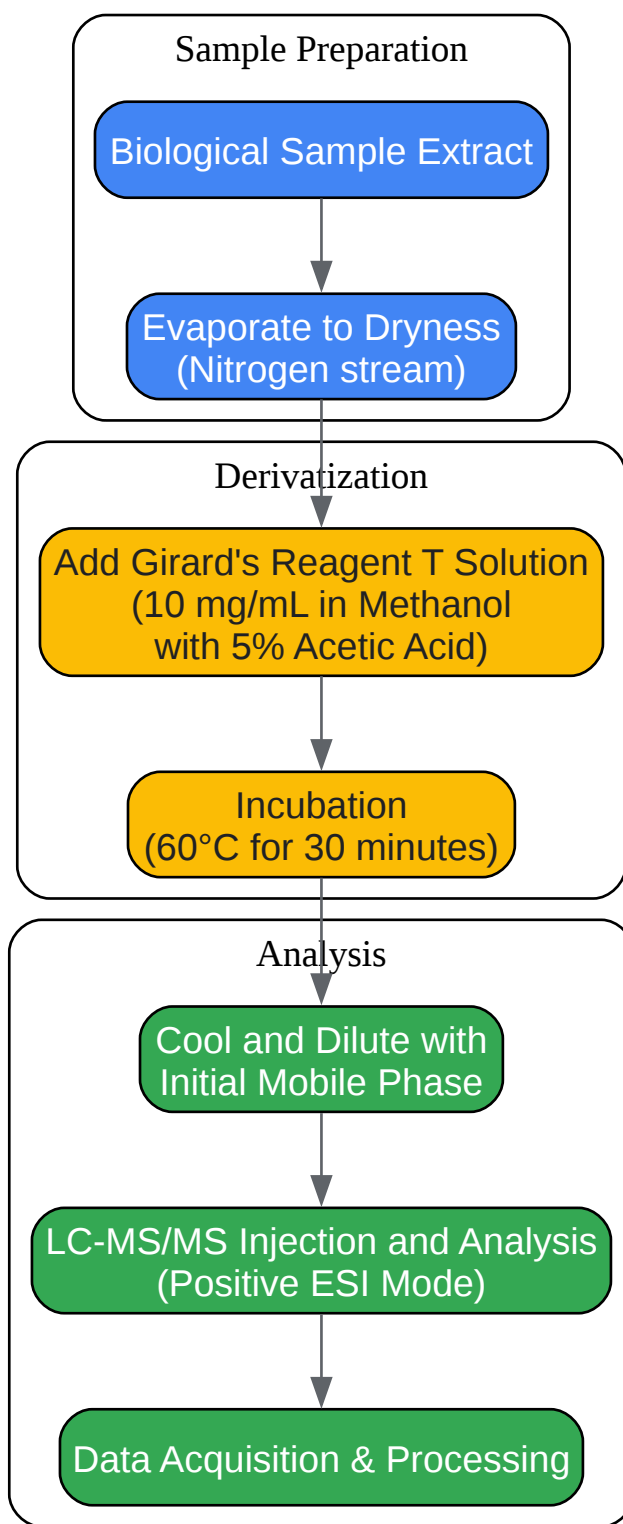 Sample Preparation
Biological Sample Extract
Evaporate to Dryness
(Nitrogen stream)
Derivatization
Add Girard's Reagent T Solution
(10 mg/mL in Methanol
with 5% Acetic Acid)
Incubation
(60°C for 30 minutes)
Analysis
Cool and Dilute with
Initial Mobile Phase
LC-MS/MS Injection and Analysis
(Positive ESI Mode)
Data Acquisition & Processing